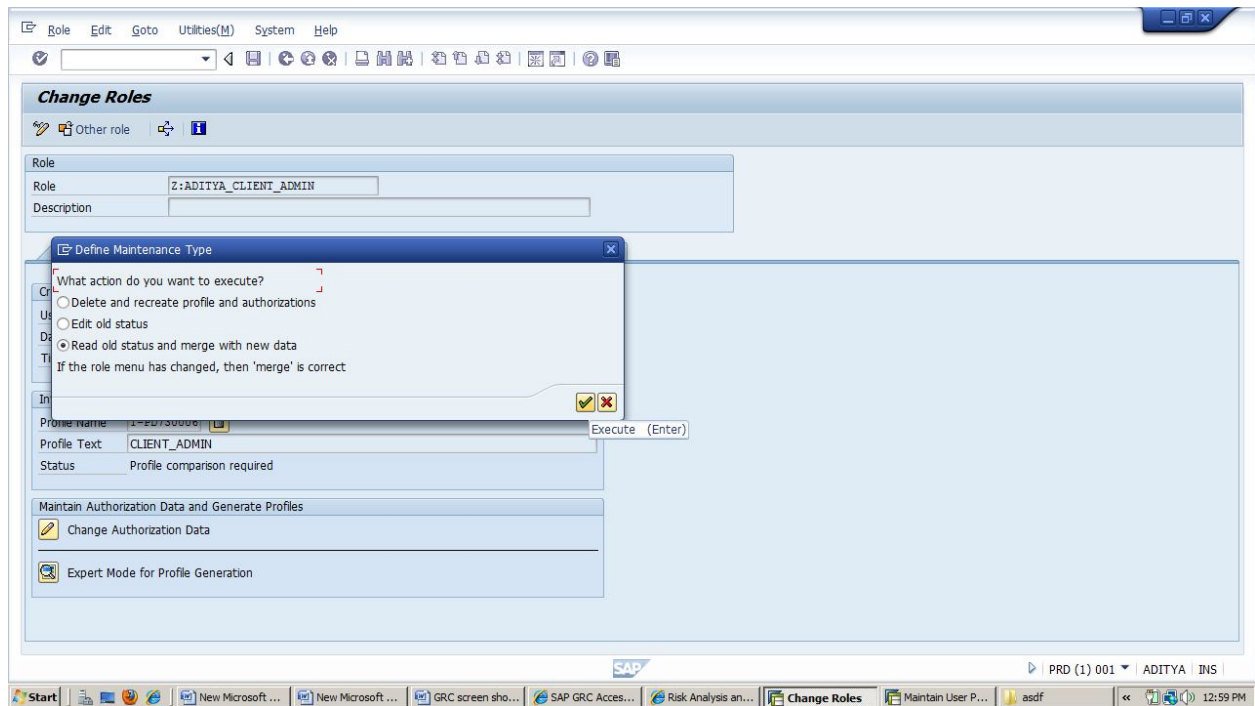 Role Edit Goto Utilities(M) System Help
Change Roles
Other role
Role
Role Z:ADITYA_CLIENT_ADMIN
Description
Define Maintenance Type
What action do you want to execute?
Delete and recreate profile and authorizations
Edit old status
Read old status and merge with new data
If the role menu has changed, then 'merge' is correct
Profile Name
Execute (Enter)
Profile Text CLIENT_ADMIN
Status Profile comparison required
Maintain Authorization Data and Generate Profiles
Change Authorization Data
Expert Mode for Profile Generation
SAP
PRD (1) 001 ADITYA INS
Start New Microsoft ... New Microsoft ... GRC screen sho... SAP GRC Acces... Risk Analysis an... Change Roles Maintain User P... asdf « 12:59 PM